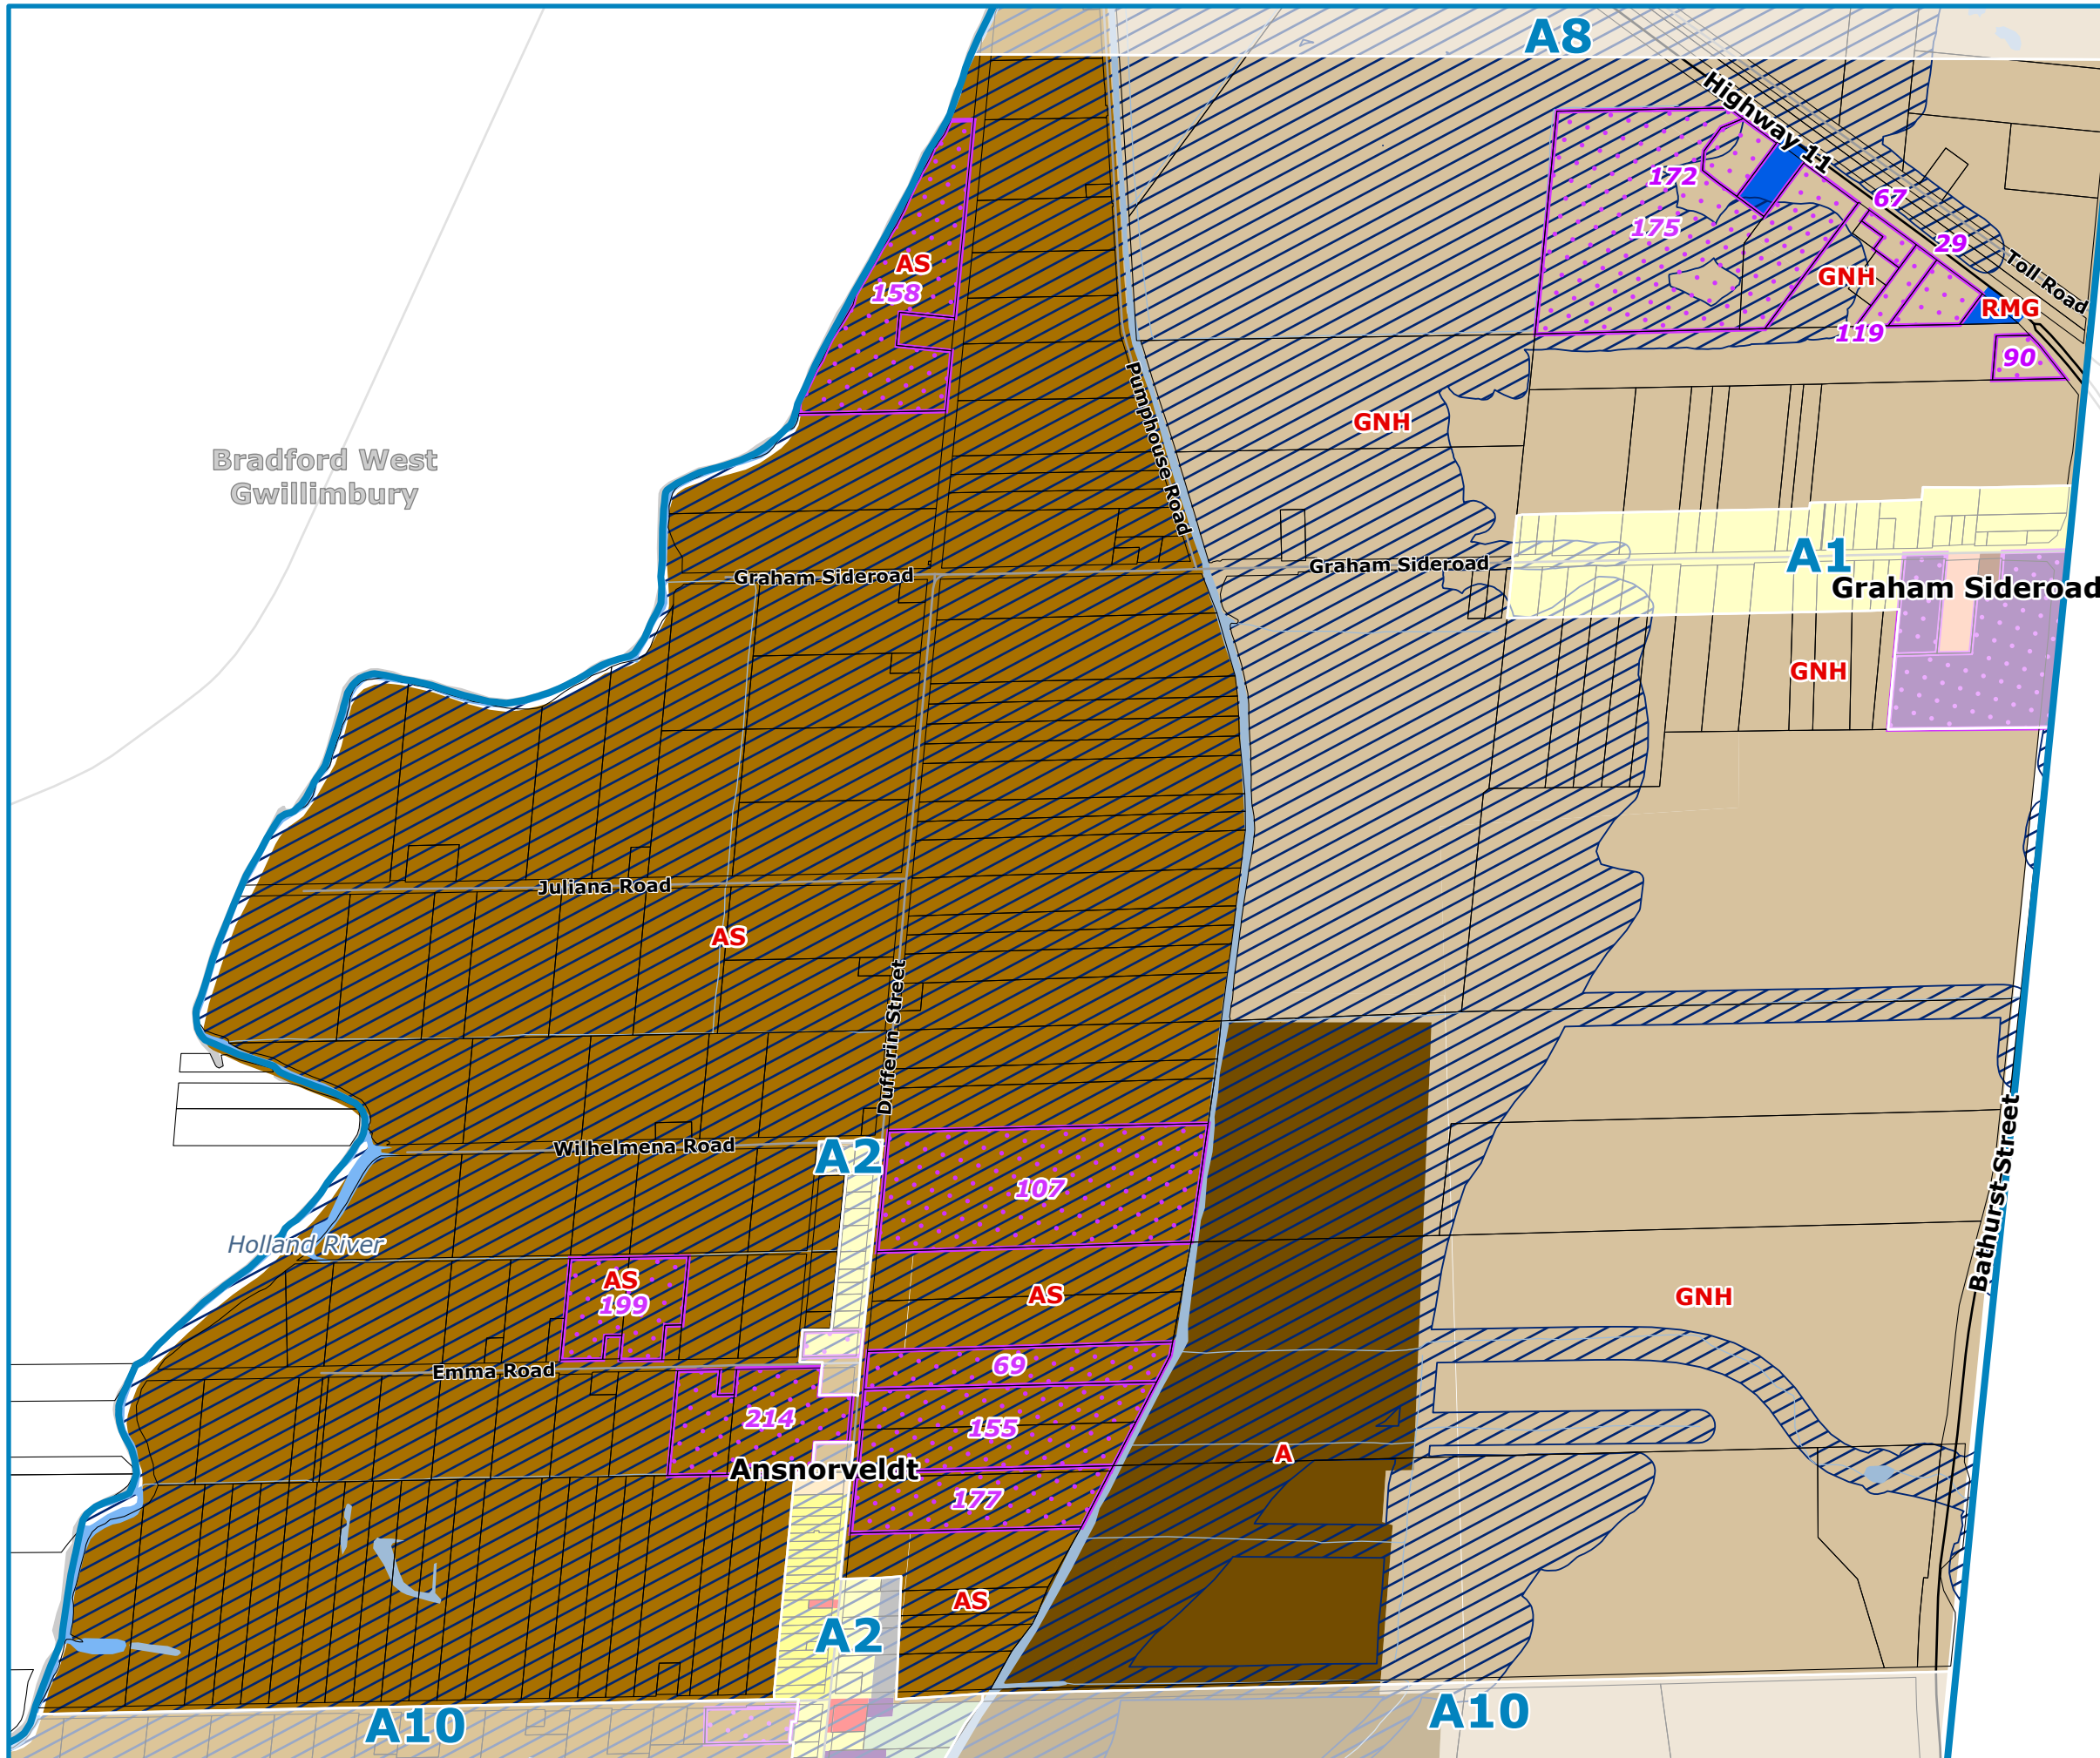 A8
Highway 11
172
67
175
29
AS
Toll Road
158
GNH
RMG
119
90
Pumphouse Road
GNH
Bradford West
Gwillimbury
Graham Sideroad
Graham Sideroad
A1
Graham Sideroad
GNH
Juliana Road
AS
Dufferin Street
Wilhelmena Road
A2
107
Bathurst Street
Holland River
AS
199
AS
GNH
Emma Road
69
214
155
A
Ansnorveldt
177
AS
A2
A10
A10